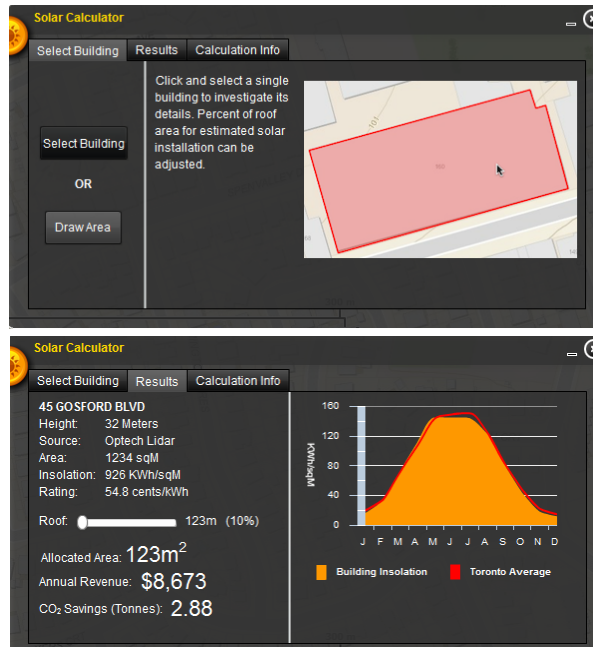 Solar Calculator
Select Building
Results
Calculation Info
Select Building
OR
Draw Area
Click and select a single
building to investigate its
details. Percent of roof
area for estimated solar
installation can be
adjusted.
101
Solar Calculator
Select Building
Results
Calculation Info
45 GOSFORD BLVD
Height: 32 Meters
Source: Optech Lidar
Area: 1234 sqM
Insolation: 926 KWh/sqM
Rating: 54.8 cents/kWh
Roof: 123m (10%)
Allocated Area: 123m²
Annual Revenue: $8,673
CO₂ Savings (Tonnes): 2.88
KWh/sqM
160
120
80
40
0
J F M A M J J A S O N D
Building Insolation
Toronto Average